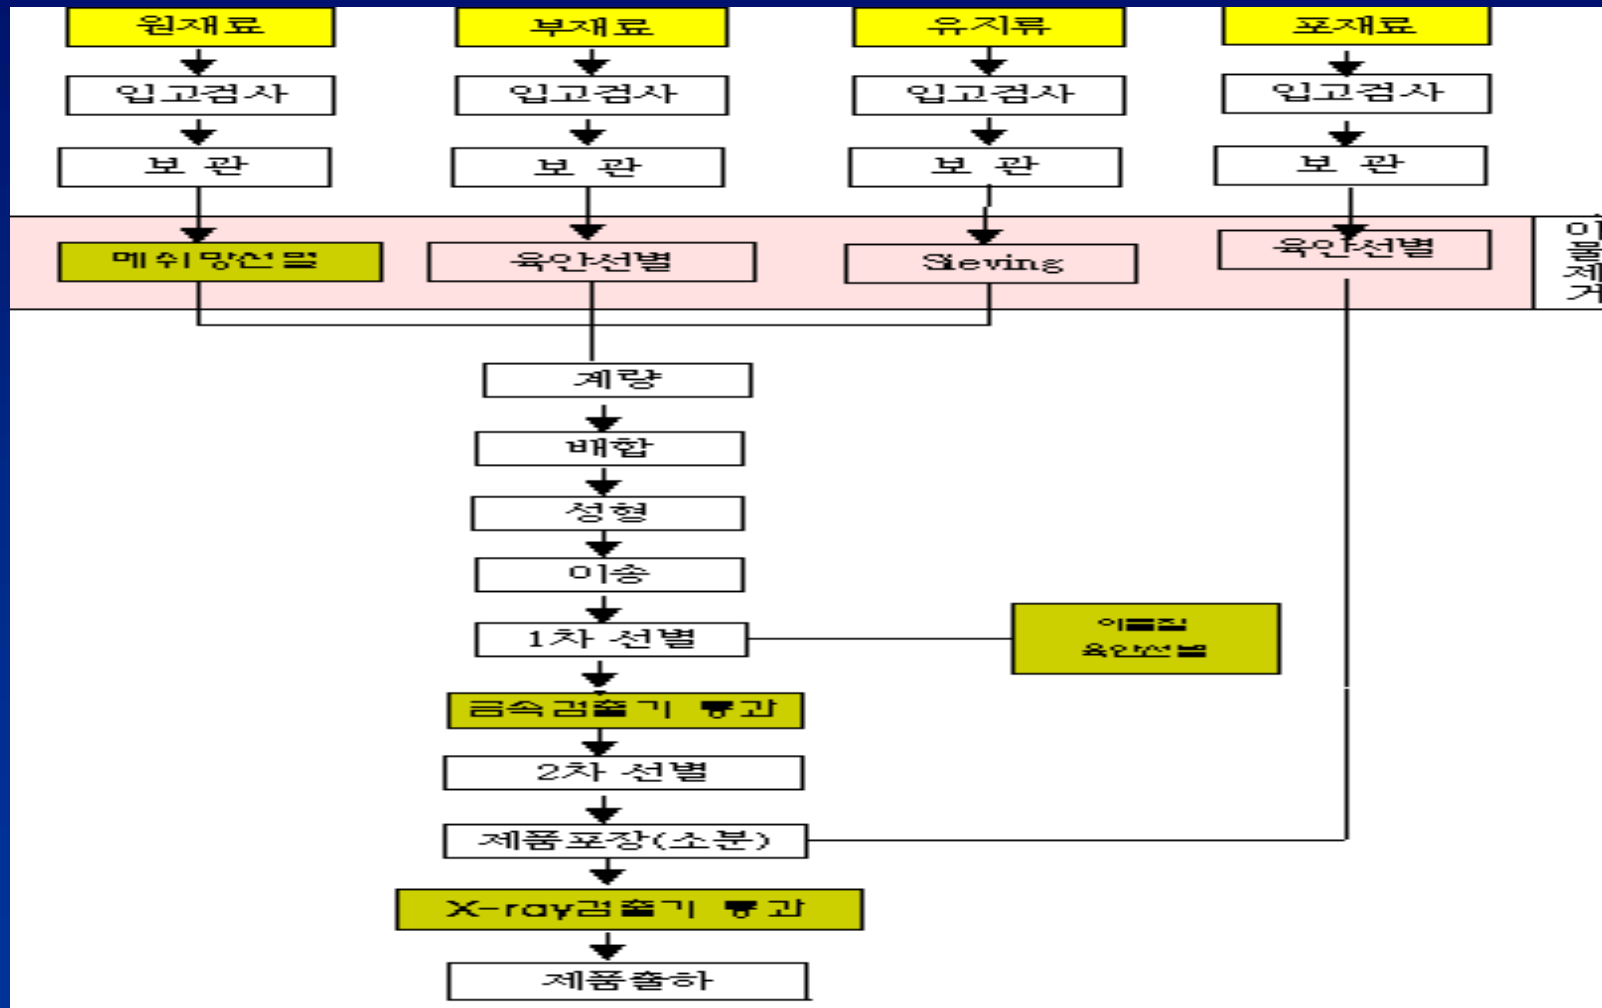 원재료 부재료 유지류 포재료
입고검사 입고검사 입고검사 입고검사
보 관 보 관 보 관 보 관
메쉬망선별 육안선별 Sieving 육안선별
이물제거
계량
배합
성형
이송
1차 선별
이물질
육안선별
금속검출기 통과
2차 선별
제품포장(소분)
X-ray검출기 통과
제품출하